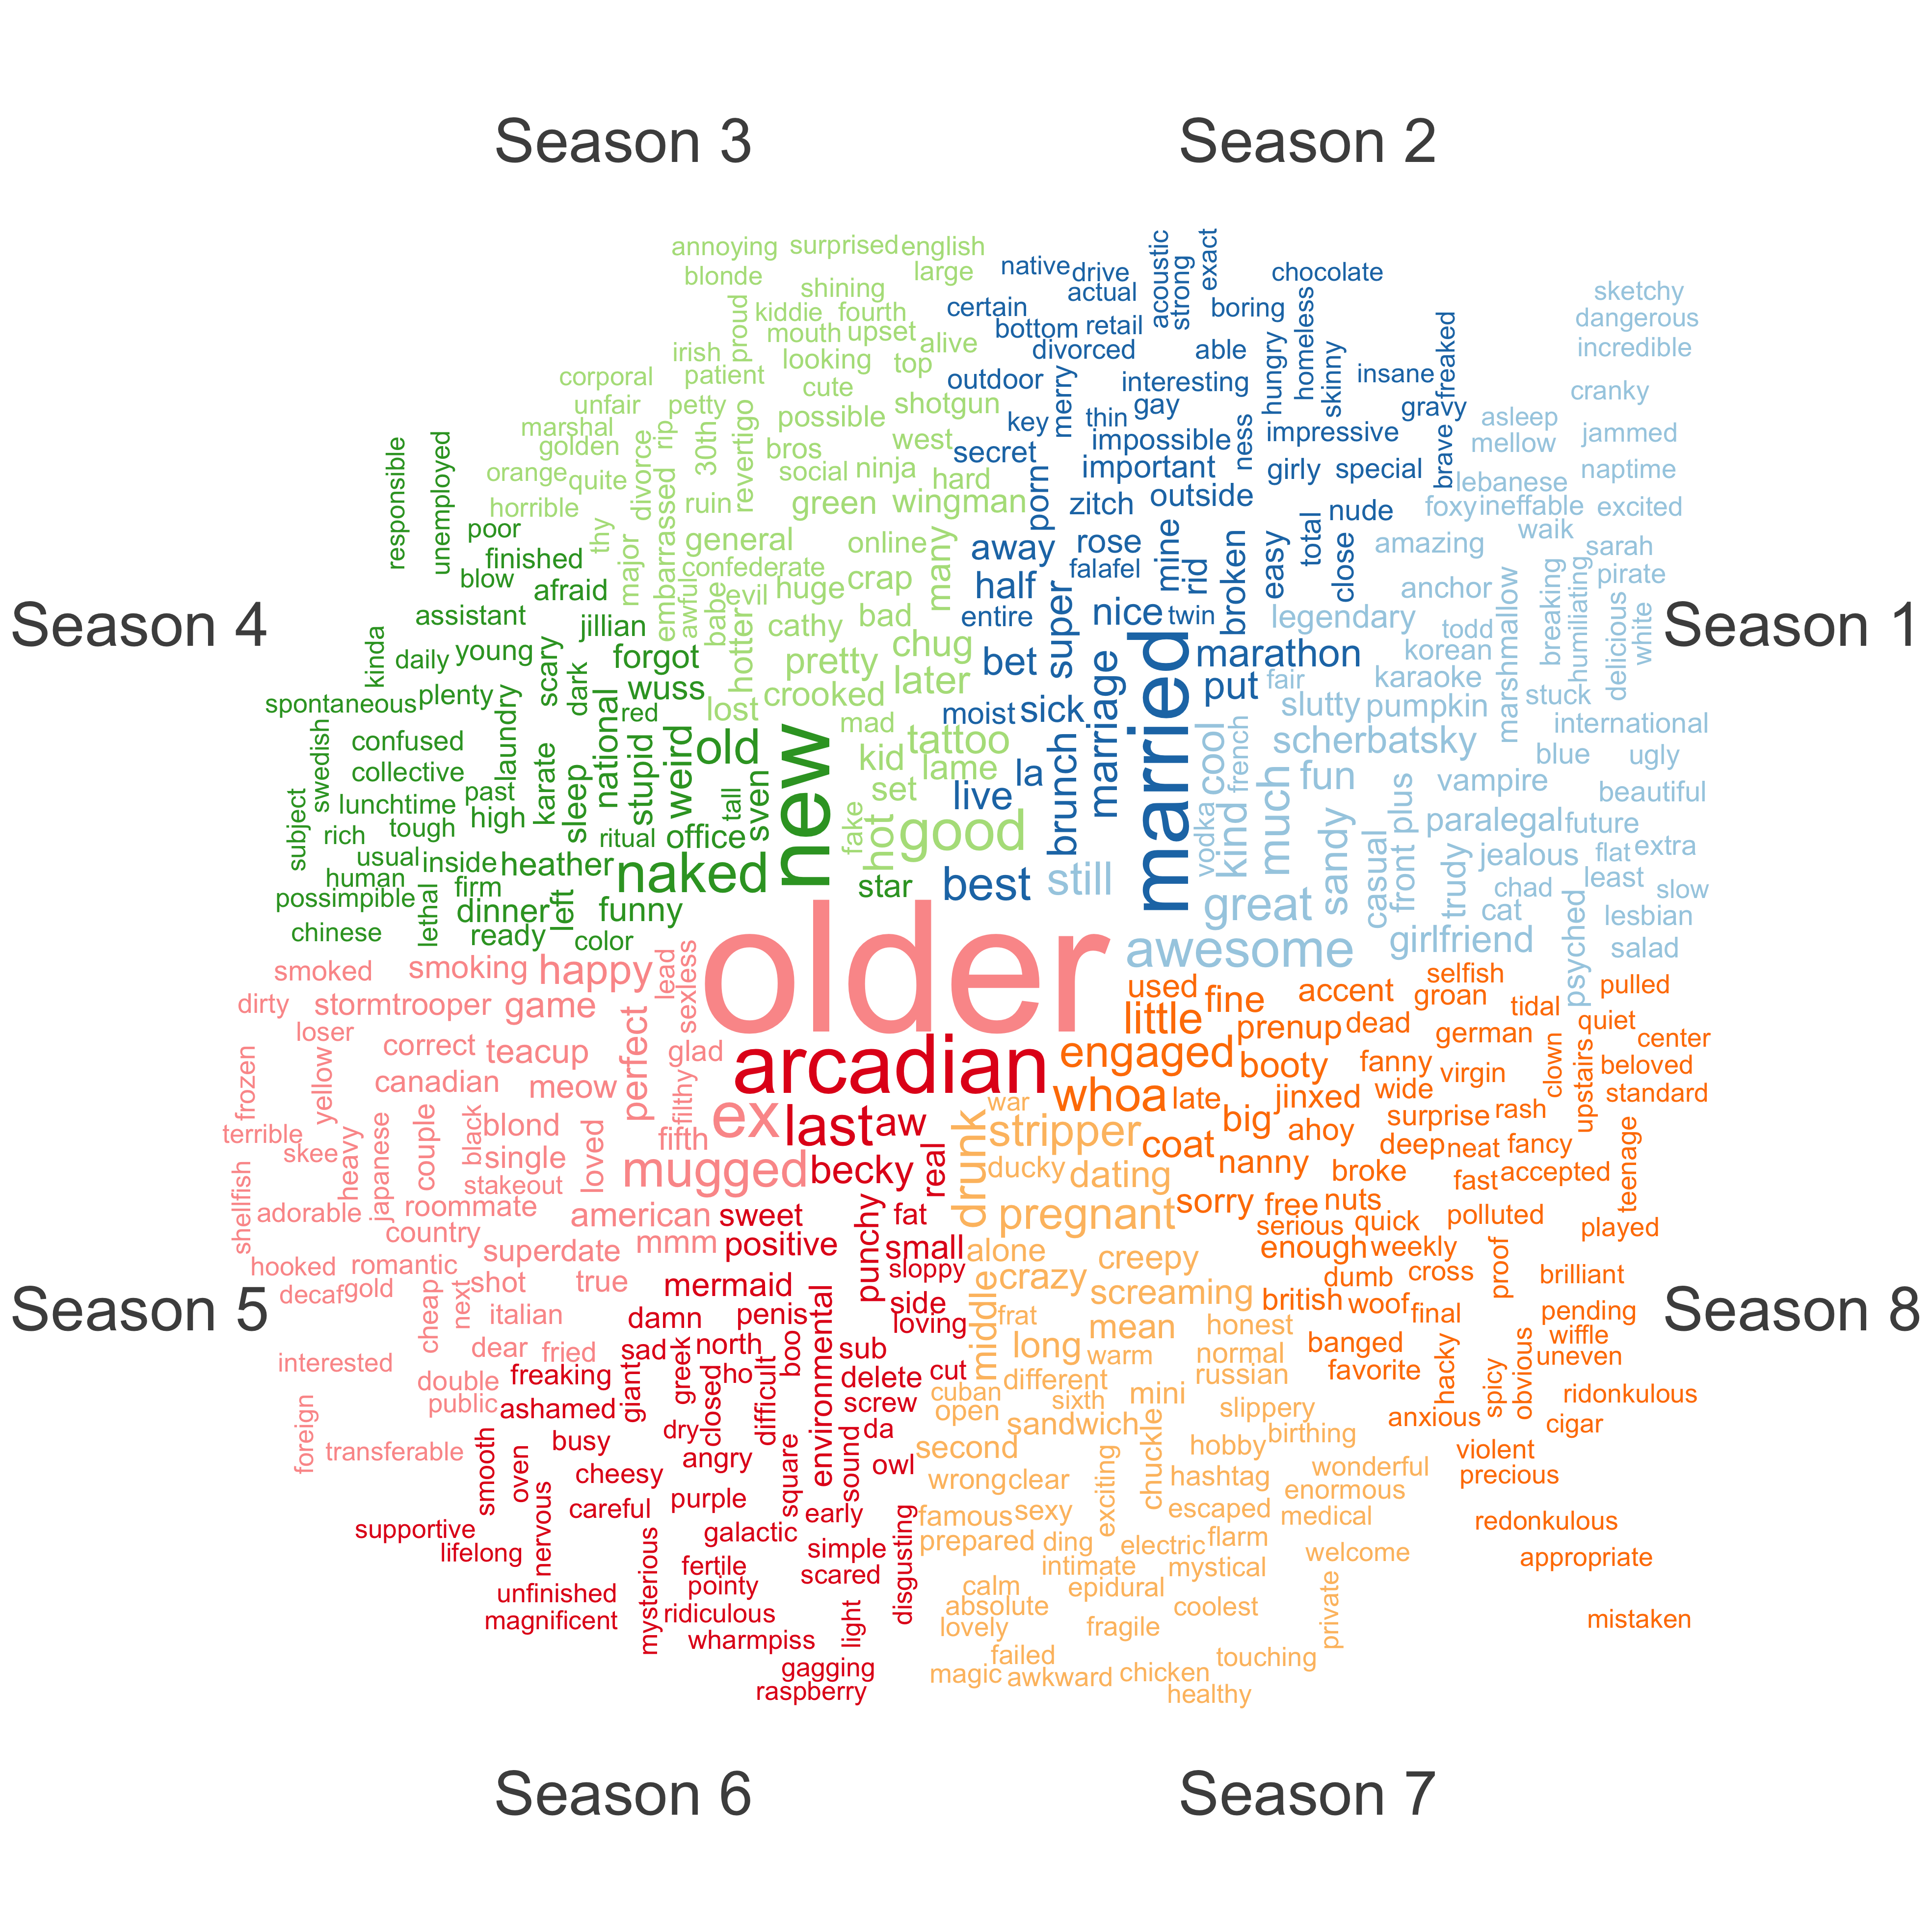 Season 3
Season 2
annoying
surprised
english
blonde
large
shining
kiddie
fourth
proud
mouth
upset
alive
irish
looking
top
corporal
patient
cute
unfair
petty
possible
shotgun
marshal
golden
rip
30th
revertigo
bros
west
orange
quite
divorce
social
ninja
hard
horrible
embarrassed
ruin
green
wingman
thy
major
general
online
many
confederate
awful
babe
evil
huge
crap
hotter
cathy
bad
pretty
chug
crooked
later
lost
mad
tattoo
kid
lame
set
fake
hot
good
native
drive
acoustic
strong
exact
chocolate
actual
certain
boring
bottom
retail
homeless
divorced
able
hungry
skinny
freaked
outdoor
merry
interesting
insane
key
thin
gay
gravy
secret
impossible
ness
impressive
brave
important
girly
special
porn
zitch
outside
nude
away
rose
mine
rid
broken
easy
total
close
falafel
half
entire
super
nice
twin
bet
marriage
married
marathon
put
moist
sick
la
brunch
live
star
best
Season 1
sketchy
dangerous
incredible
cranky
asleep
jammed
mellow
naptime
lebanese
foxy
ineffable
excited
waik
amazing
sarah
breaking
humiliating
pirate
anchor
marshmallow
delicious
white
legendary
todd
korean
fair
karaoke
stuck
slutty
pumpkin
international
cool
french
scherbatsky
blue
ugly
fun
vampire
beautiful
much
plus
vodka
kind
sandy
casual
front
paralegal
future
trudy
jealous
flat
extra
still
chad
least
slow
great
cat
psyched
lesbian
awesome
girlfriend
salad
Season 4
responsible
unemployed
poor
finished
blow
afraid
assistant
jillian
kinda
daily
young
scary
dark
forgot
wuss
spontaneous
plenty
laundry
red
national
confused
swedish
karate
sleep
stupid
weird
old
new
collective
past
tall
sven
subject
lunchtime
high
rich
tough
ritual
office
usual
inside
heather
naked
human
firm
possimpible
lethal
dinner
left
funny
chinese
ready
color
Season 5
older
smoked
smoking
happy
lead
sexless
dirty
stormtrooper
game
loser
correct
teacup
perfect
glad
frozen
yellow
canadian
meow
filthy
ex
terrible
couple
black
blond
fifth
skee
heavy
japanese
single
loved
mugged
stakeout
shellfish
adorable
roommate
american
country
superdate
mmm
hooked
romantic
decaf
gold
cheap
next
shot
true
italian
dear
fried
interested
double
public
foreign
transferable
Season 6
arcadian
last
aw
becky
real
sweet
punchy
fat
positive
small
mermaid
sloppy
damn
penis
environmental
side
loving
sad
north
boo
sub
freaking
giant
greek
closed
ho
difficult
delete
cut
ashamed
screw
dry
da
busy
smooth
oven
angry
square
sound
owl
cheesy
nervous
careful
purple
early
supportive
galactic
disgusting
lifelong
mysterious
simple
fertile
scared
unfinished
pointy
magnificent
ridiculous
light
wharmpiss
gagging
raspberry
Season 7
war
drunk
stripper
ducky
dating
pregnant
alone
creepy
middle
crazy
screaming
frat
mean
honest
long
warm
normal
different
russian
cuban
sixth
mini
open
slippery
sandwich
chuckle
birthing
second
hobby
wrong
clear
exciting
hashtag
wonderful
enormous
famous
sexy
escaped
medical
prepared
ding
electric
flarm
intimate
mystical
welcome
calm
epidural
absolute
coolest
private
lovely
fragile
failed
touching
magic
awkward
chicken
healthy
Season 8
selfish
used
fine
accent
groan
pulled
little
tidal
prenup
dead
german
quiet
center
engaged
booty
fanny
clown
upstairs
beloved
virgin
whoa
late
jinxed
wide
standard
big
surprise
rash
coat
ahoy
deep
neat
fancy
teenage
nanny
broke
fast
accepted
sorry
free
nuts
serious
quick
polluted
played
enough
weekly
proof
dumb
cross
brilliant
british
woof
final
pending
banged
wiffle
hacky
obvious
uneven
favorite
spicy
ridonkulous
anxious
cigar
violent
precious
redonkulous
appropriate
mistaken